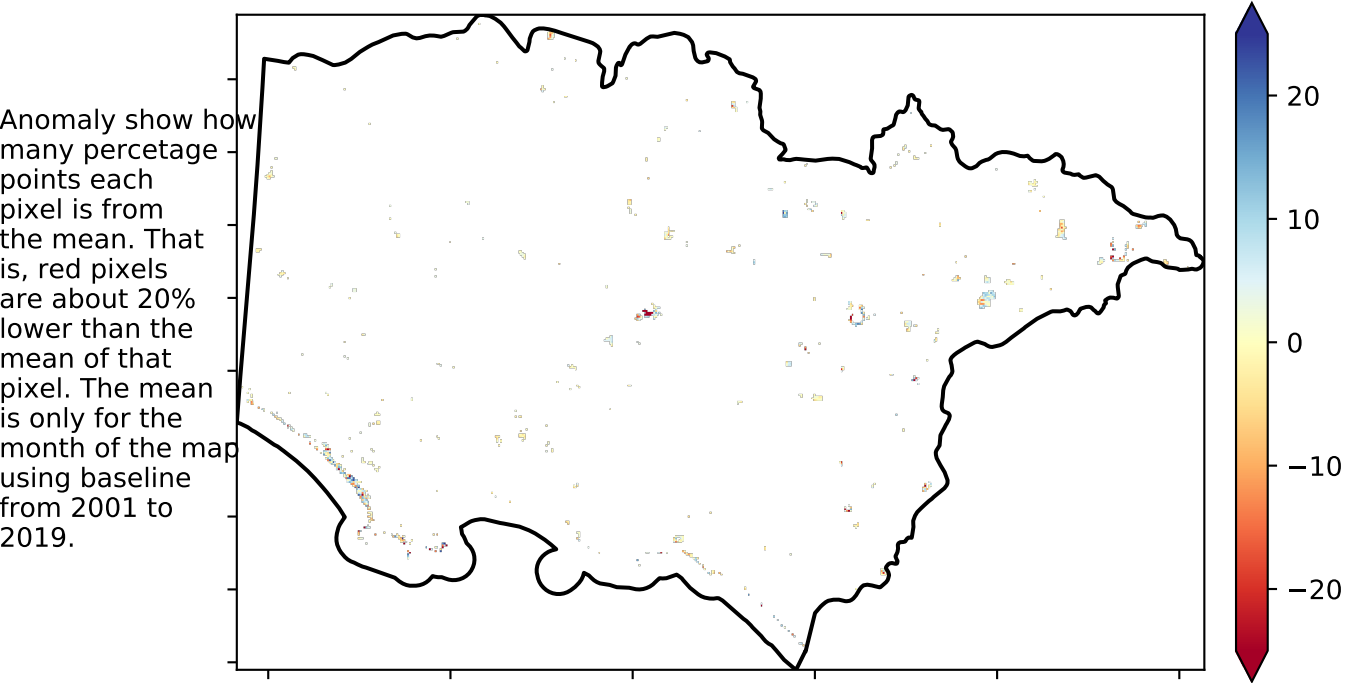 Anomaly show how
many percetage
points each
pixel is from
the mean. That
is, red pixels
are about 20%
lower than the
mean of that
pixel. The mean
is only for the
month of the map
using baseline
from 2001 to
2019.
20
10
0
−10
−20